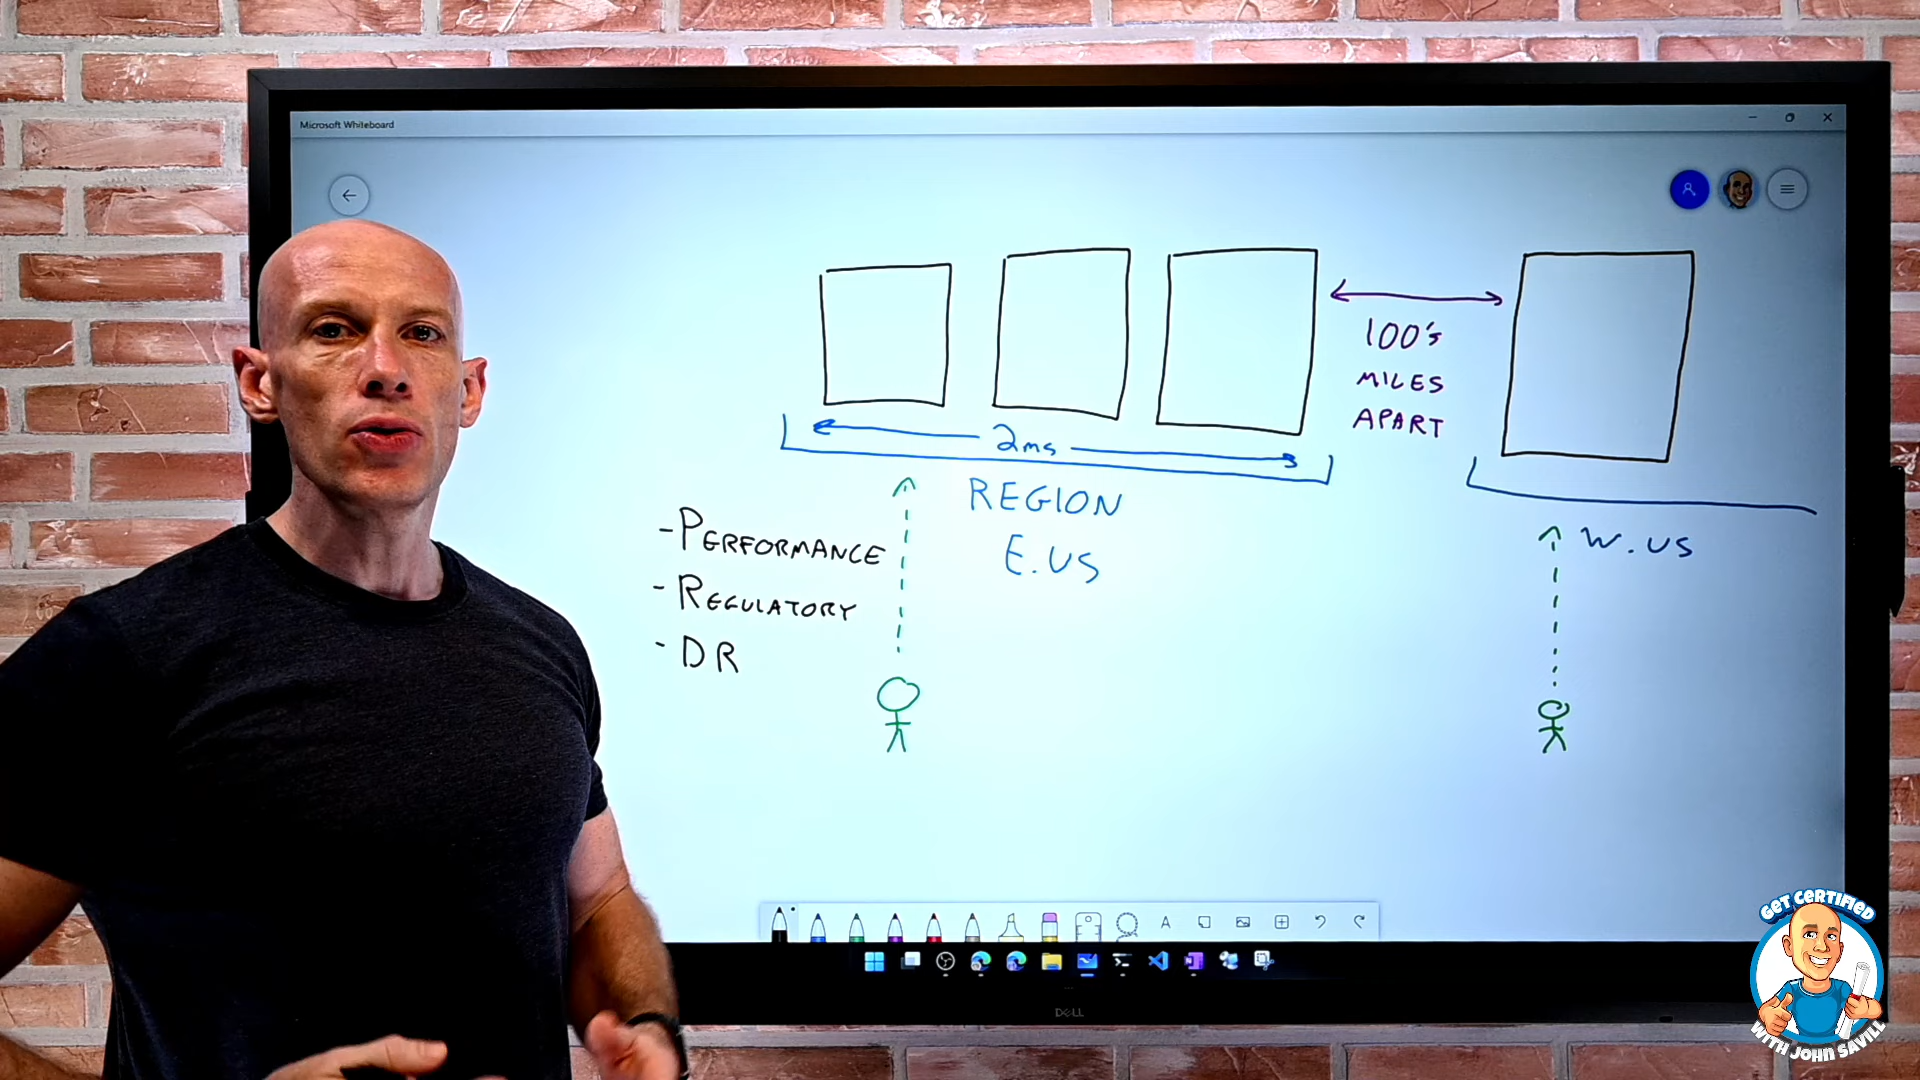 Microsoft Whiteboard
100's
MILES
APART
2ms
REGION
E.US
W.US
-PERFORMANCE
-REGULATORY
-DR
A
DELL
GET CERTIFIED
WITH JOHN SAVILL